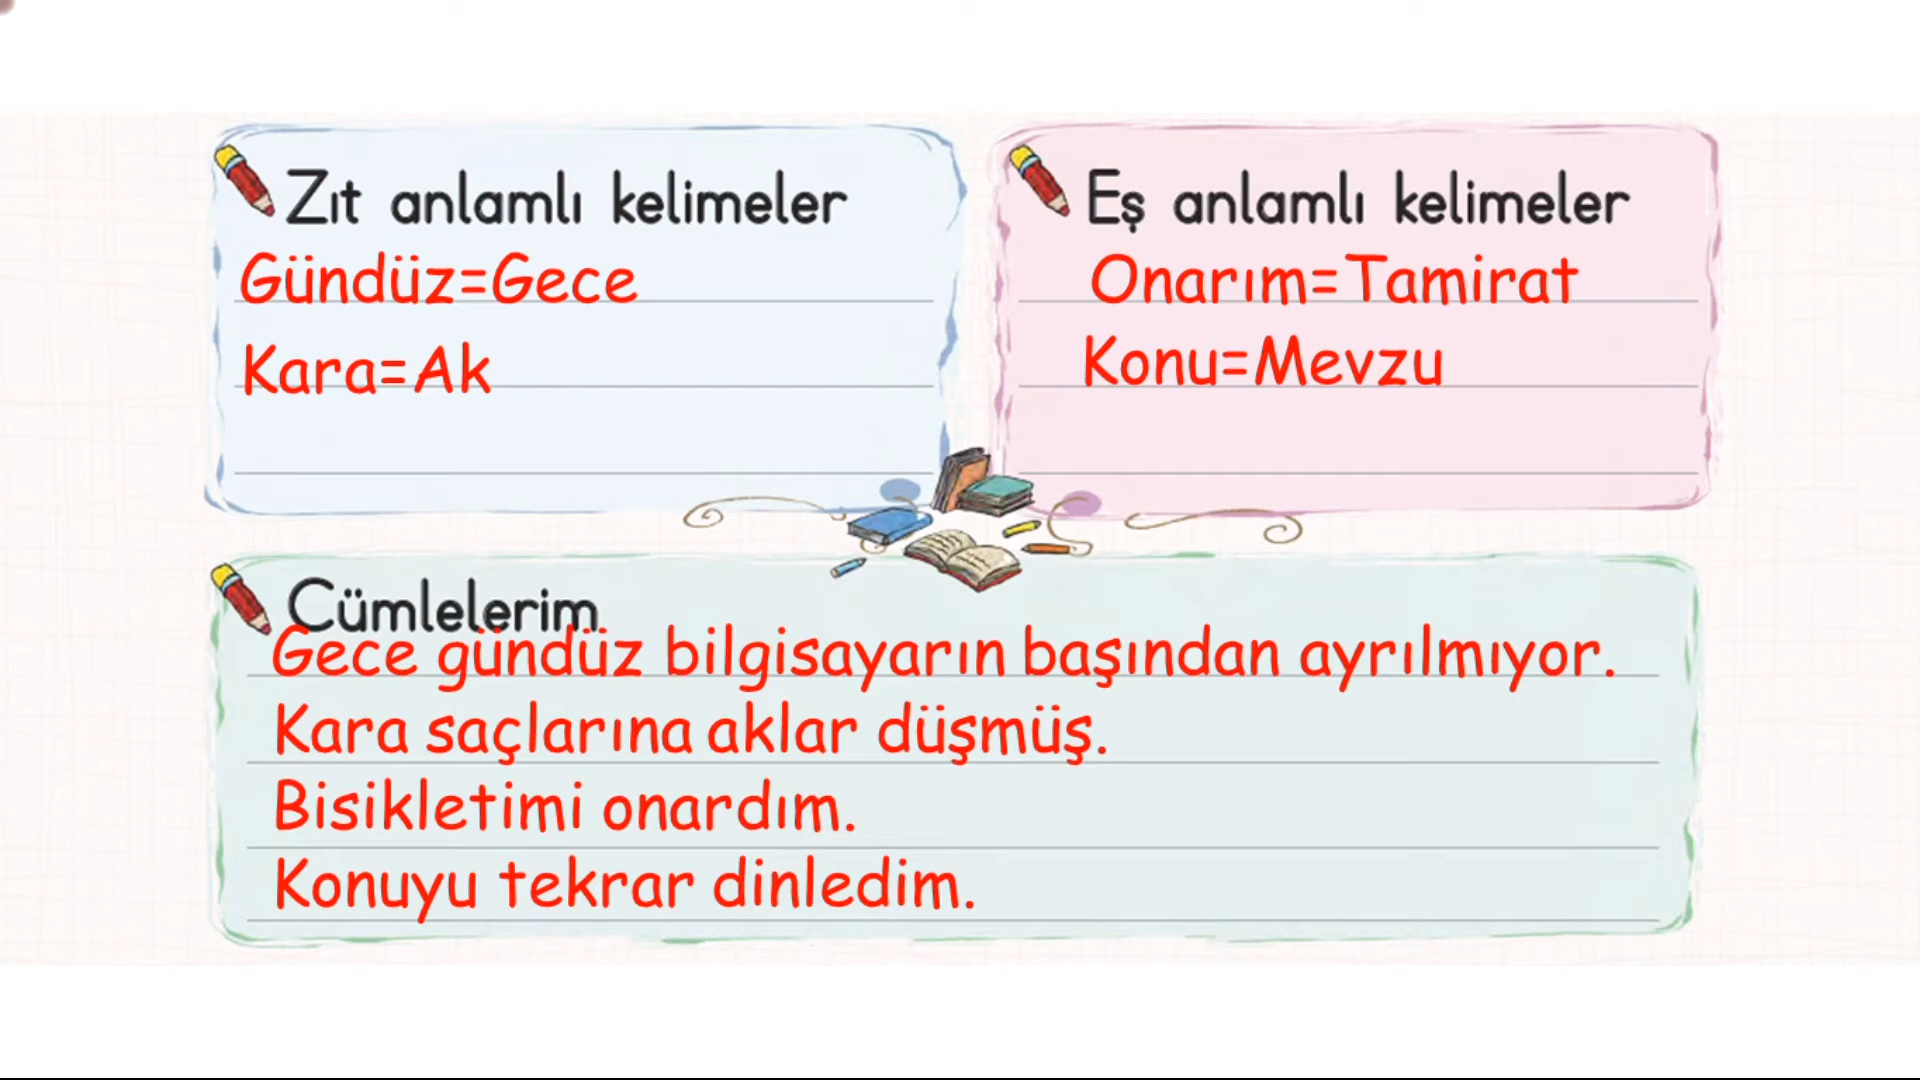 Zıt anlamlı kelimeler
Gündüz=Gece
Kara=Ak
Eş anlamlı kelimeler
Onarım=Tamirat
Konu=Mevzu
Cümlelerim
Gece gündüz bilgisayarın başından ayrılmıyor.
Kara saçlarına aklar düşmüş.
Bisikletimi onardım.
Konuyu tekrar dinledim.